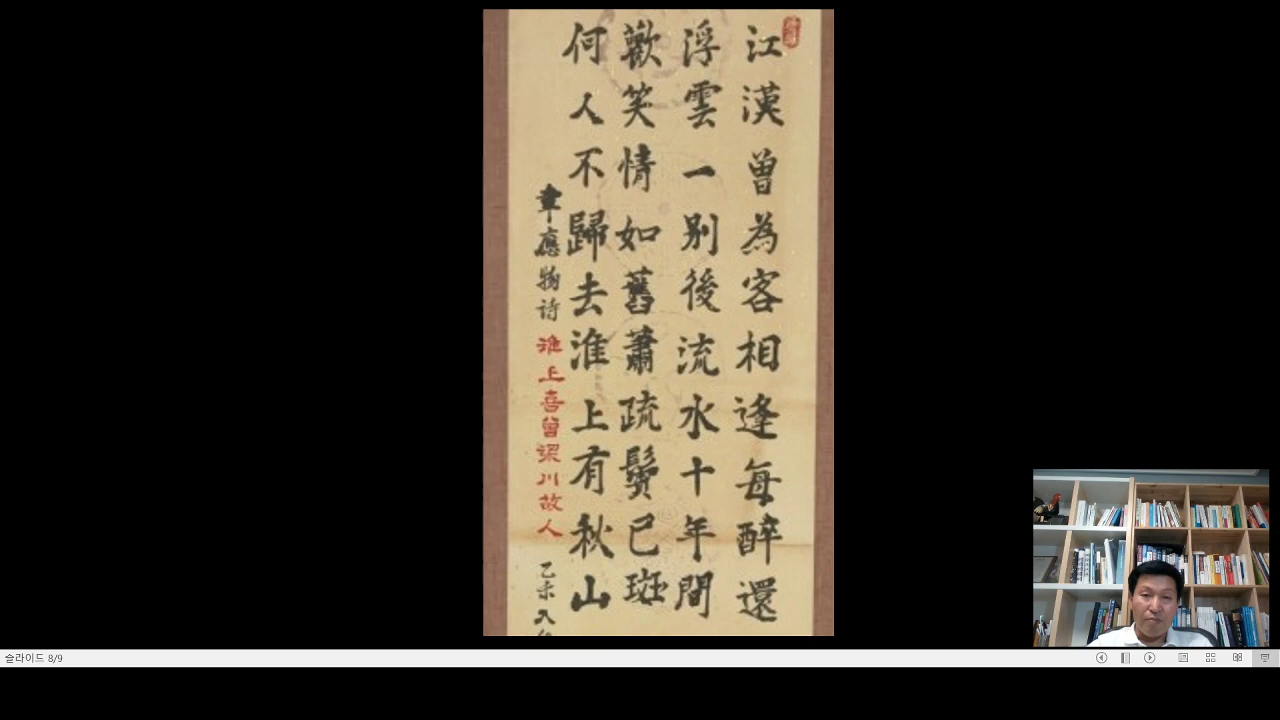 江漢曾為客相逢每醉還
浮雲一別後流水十年間
歡笑情如舊蕭疏鬢已斑
何人不歸去淮上有秋山
韋應物詩淮上喜曾梁川故人乙未入
슬라이드 8/9